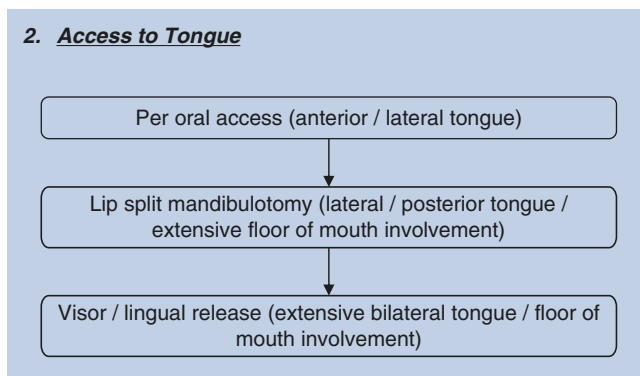 2. Access to Tongue
Per oral access (anterior / lateral tongue)
Lip split mandibulotomy (lateral / posterior tongue /
extensive floor of mouth involvement)
Visor / lingual release (extensive bilateral tongue / floor of
mouth involvement)